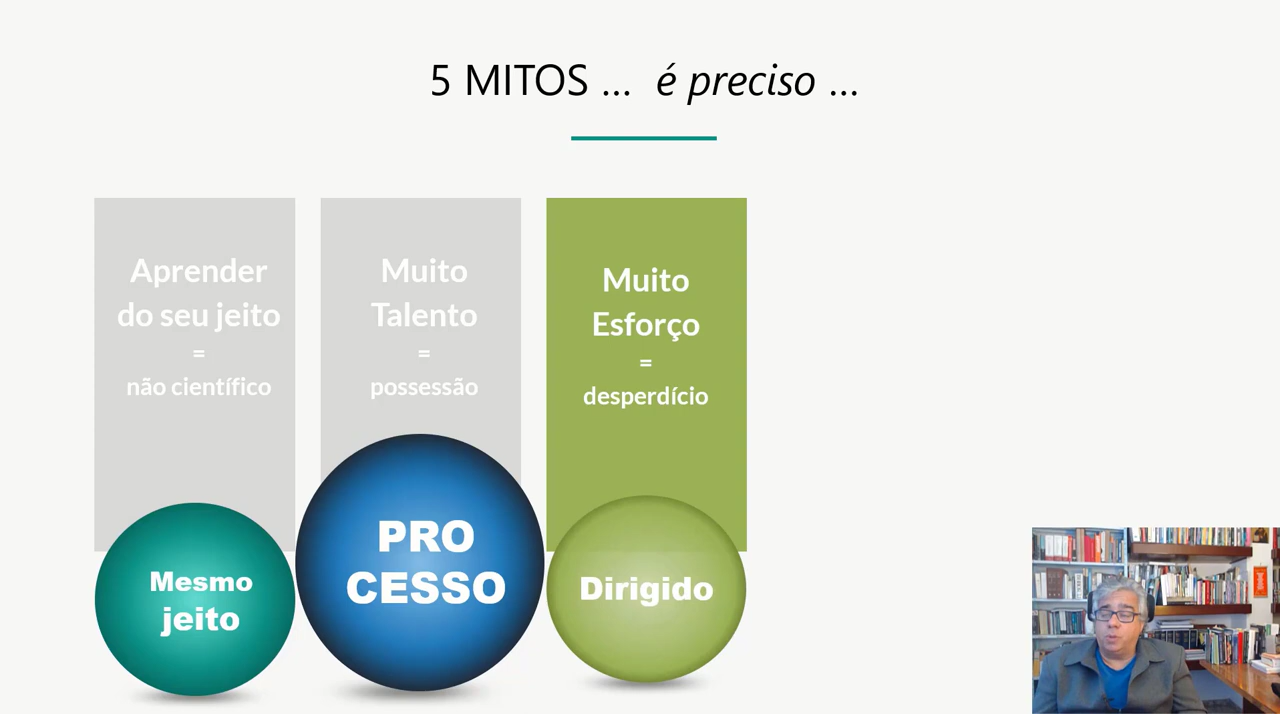 5 MITOS ... é preciso ...
Aprender
do seu jeito
=
não científico
Muito
Talento
=
possessão
Muito
Esforço
=
desperdício
Mesmo
jeito
PRO
CESSO
Dirigido